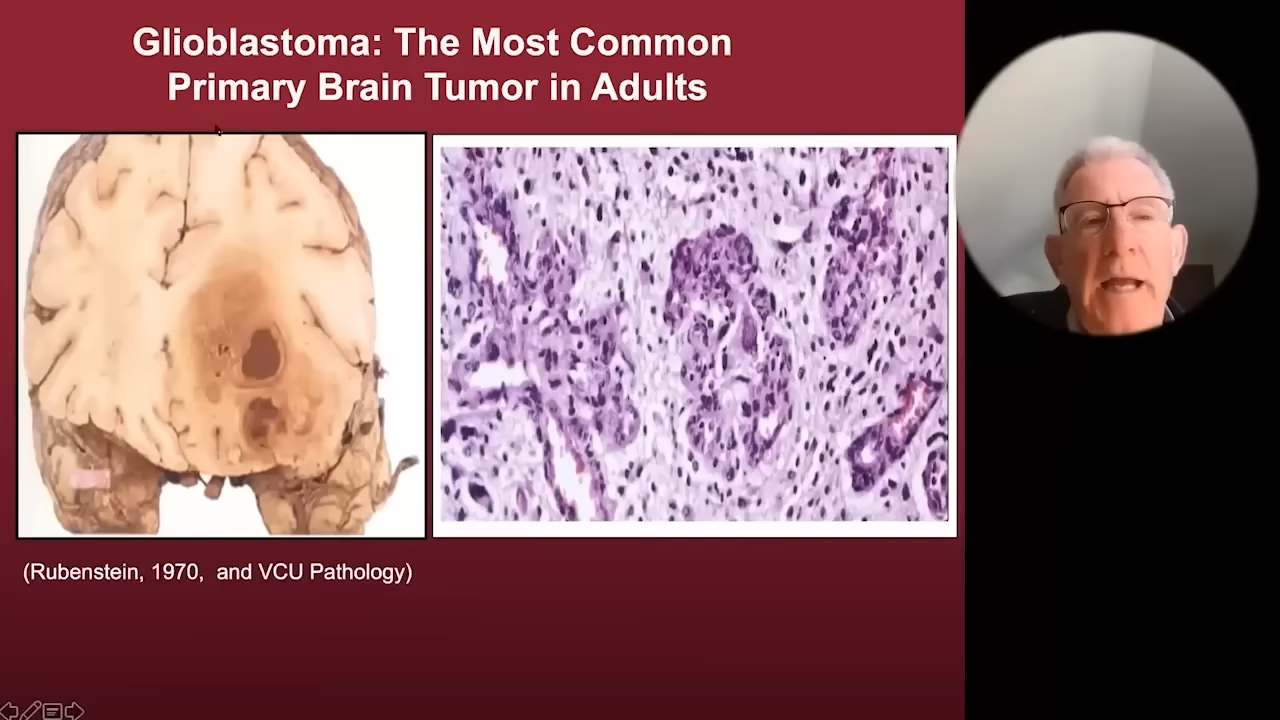 Glioblastoma: The Most Common
Primary Brain Tumor in Adults
(Rubenstein, 1970, and VCU Pathology)